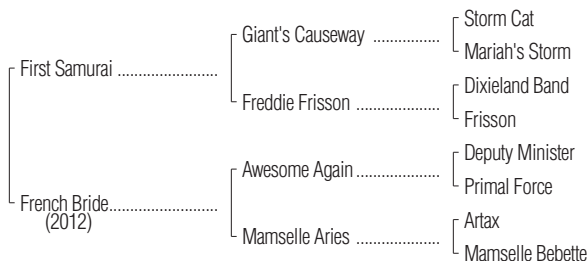 Storm Cat
Giant's Causeway ................
Mariah's Storm
First Samurai ........................
Dixieland Band
Freddie Frisson ....................
Frisson
Deputy Minister
Awesome Again ....................
Primal Force
French Bride..........................
(2012)
Artax
Mamselle Aries .....................
Mamselle Bebette